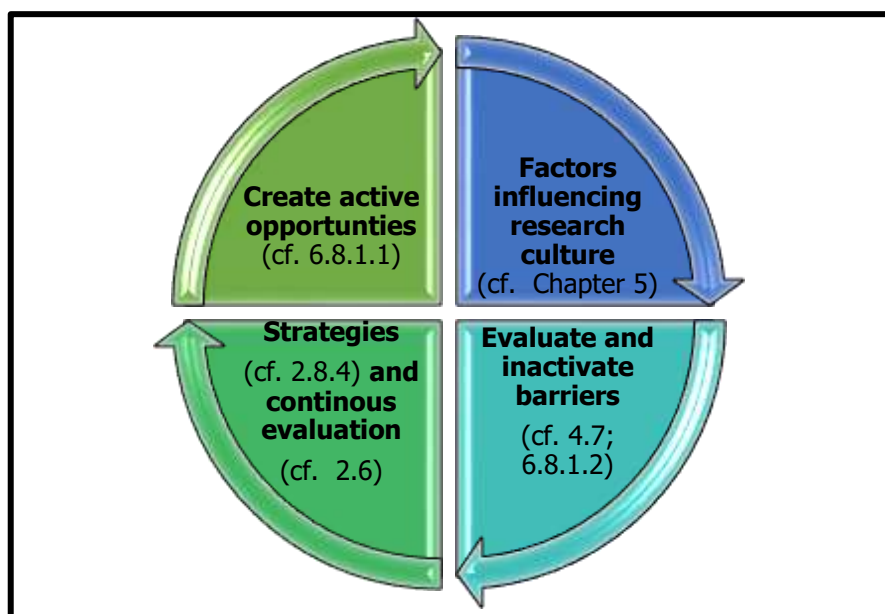 Create active
opportunties
(cf. 6.8.1.1)
Factors
influencing
research
culture
(cf. Chapter 5)
Strategies
(cf. 2.8.4) and
continous
evaluation
(cf. 2.6)
Evaluate and
inactivate
barriers
(cf. 4.7;
6.8.1.2)